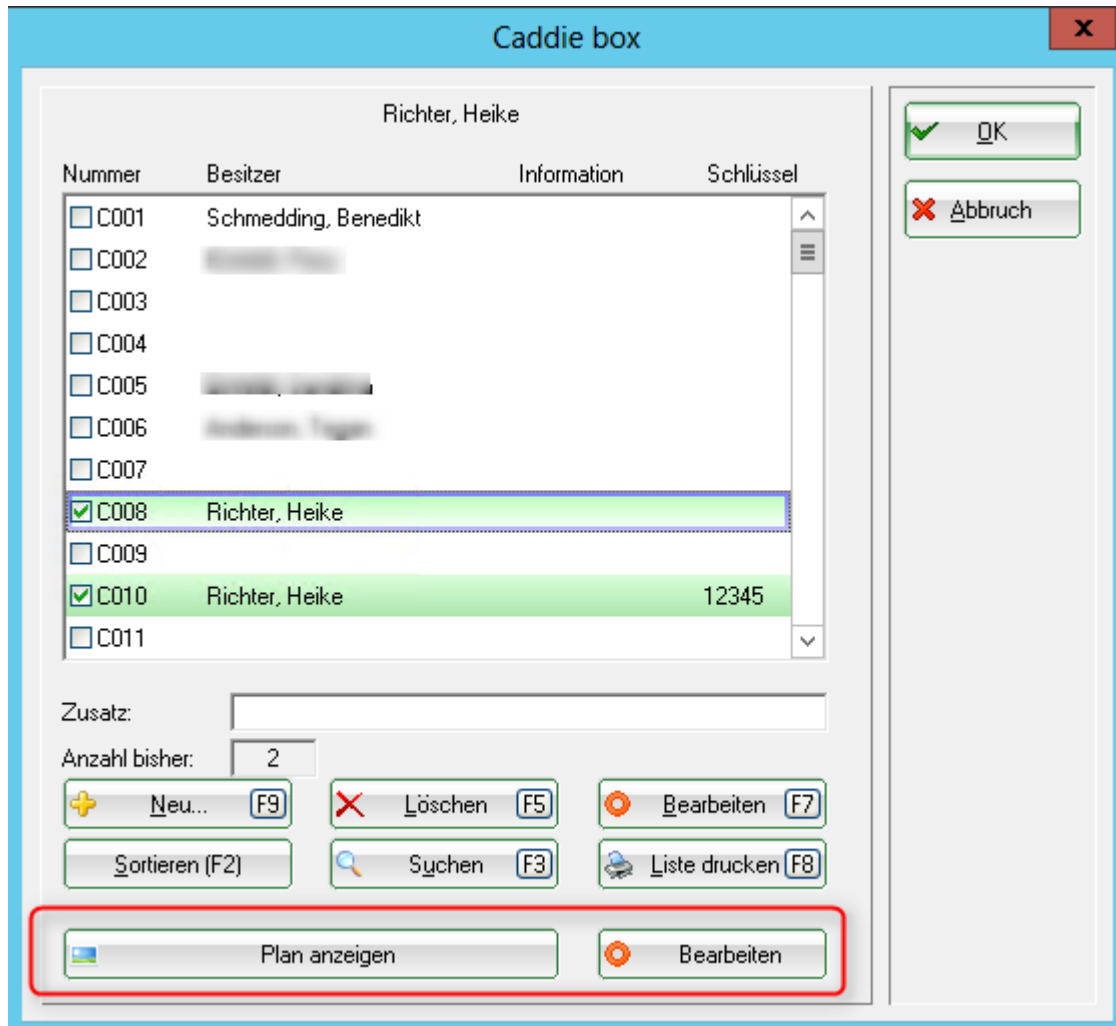 Caddie box
x
Richter, Heike
OK
Abbruch
Nummer Besitzer Information Schlüssel
C001 Schmedding, Benedikt
C002
C003
C004
C005
C006
C007
C008 Richter, Heike
C009
C010 Richter, Heike 12345
C011
Zusatz:
Anzahl bisher: 2
Neu... F9 Löschen F5 Bearbeiten F7
Sortieren (F2) Suchen F3 Liste drucken F8
Plan anzeigen Bearbeiten